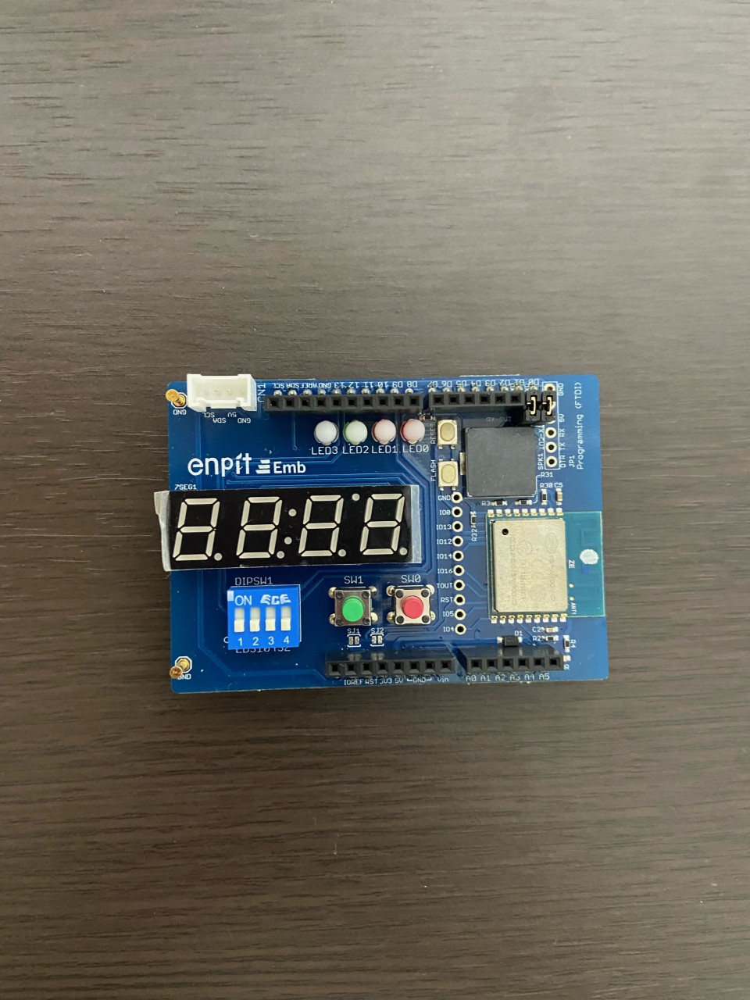 SCL SDA AREF GND 13 12 11 10 D9 D8
D7 D6 D5 D4 D3 D2 D1 D0
GND
CN1
GND
SCL
SDA
5V
GND
5V
RX
TX
DTR
JP1
Programming (FTDI)
RESET
FLASH
SPK1
LED3 LED2 LED1 LED0
enpit Emb
R31
R30 C5
7SEG1
R32
GND
IO0
IO13
IO12
IO14
IO16
TOUT
RST
IO5
IO4
ANT1
DIPSW1
ON ECE
1 2 3 4
SW1 SW0
SJ1 SJ2
D1
C2
R2
R4
GND
IOREF RST 3V3 5V GND Vin
A0 A1 A2 A3 A4 A5